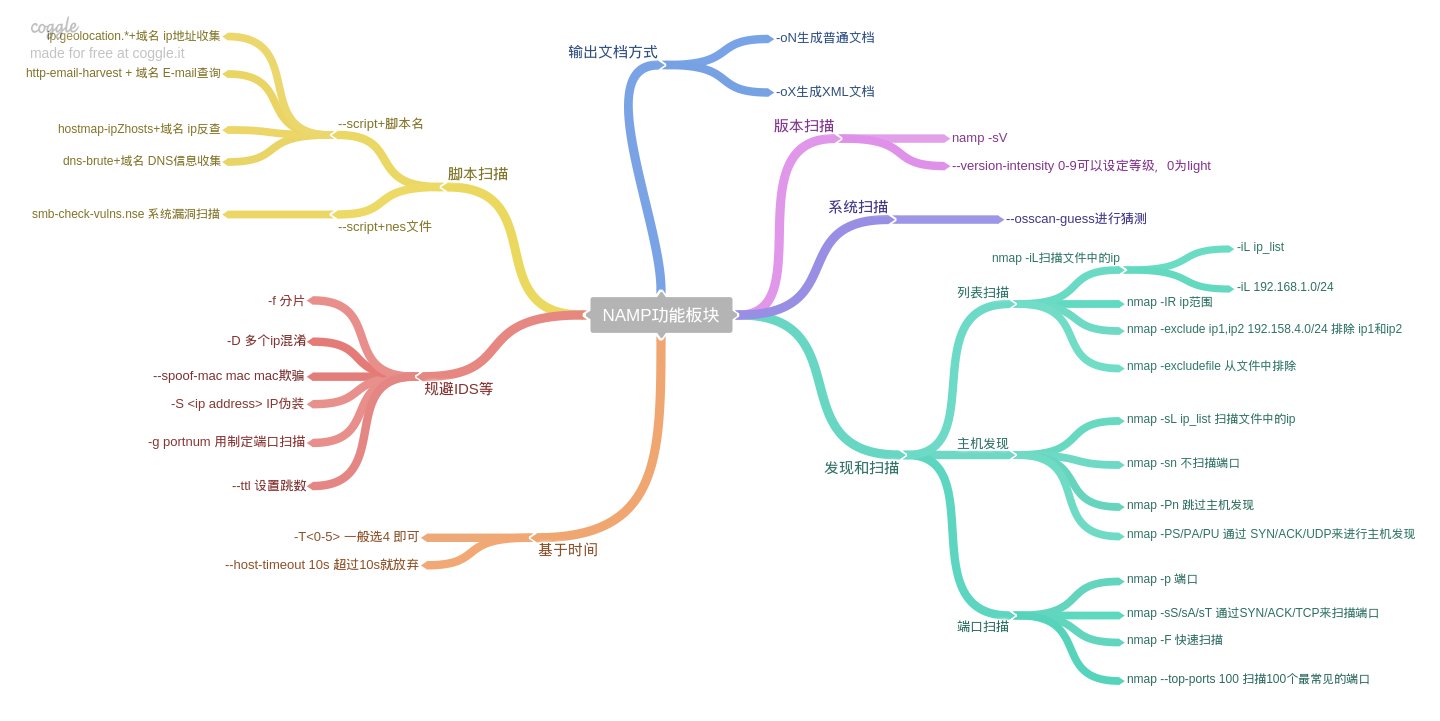 coggle
made for free at coggle.it
NAMP功能板块
输出文档方式
-oN生成普通文档
-oX生成XML文档
版本扫描
namp -sV
--version-intensity 0-9可以设定等级，0为light
系统扫描
--osscan-guess进行猜测
发现和扫描
列表扫描
nmap -iL扫描文件中的ip
-iL ip_list
-iL 192.168.1.0/24
nmap -IR ip范围
nmap -exclude ip1,ip2 192.158.4.0/24 排除 ip1和ip2
nmap -excludefile 从文件中排除
主机发现
nmap -sL ip_list 扫描文件中的ip
nmap -sn 不扫描端口
nmap -Pn 跳过主机发现
nmap -PS/PA/PU 通过 SYN/ACK/UDP来进行主机发现
端口扫描
nmap -p 端口
nmap -sS/sA/sT 通过SYN/ACK/TCP来扫描端口
nmap -F 快速扫描
nmap --top-ports 100 扫描100个最常见的端口
脚本扫描
--script+脚本名
ip.geolocation.*+域名 ip地址收集
http-email-harvest + 域名 E-mail查询
hostmap-ipZhosts+域名 ip反查
dns-brute+域名 DNS信息收集
--script+nes文件
smb-check-vulns.nse 系统漏洞扫描
规避IDS等
-f 分片
-D 多个ip混淆
--spoof-mac mac mac欺骗
-S <ip address> IP伪装
-g portnum 用制定端口扫描
--ttl 设置跳数
基于时间
-T<0-5> 一般选4 即可
--host-timeout 10s 超过10s就放弃